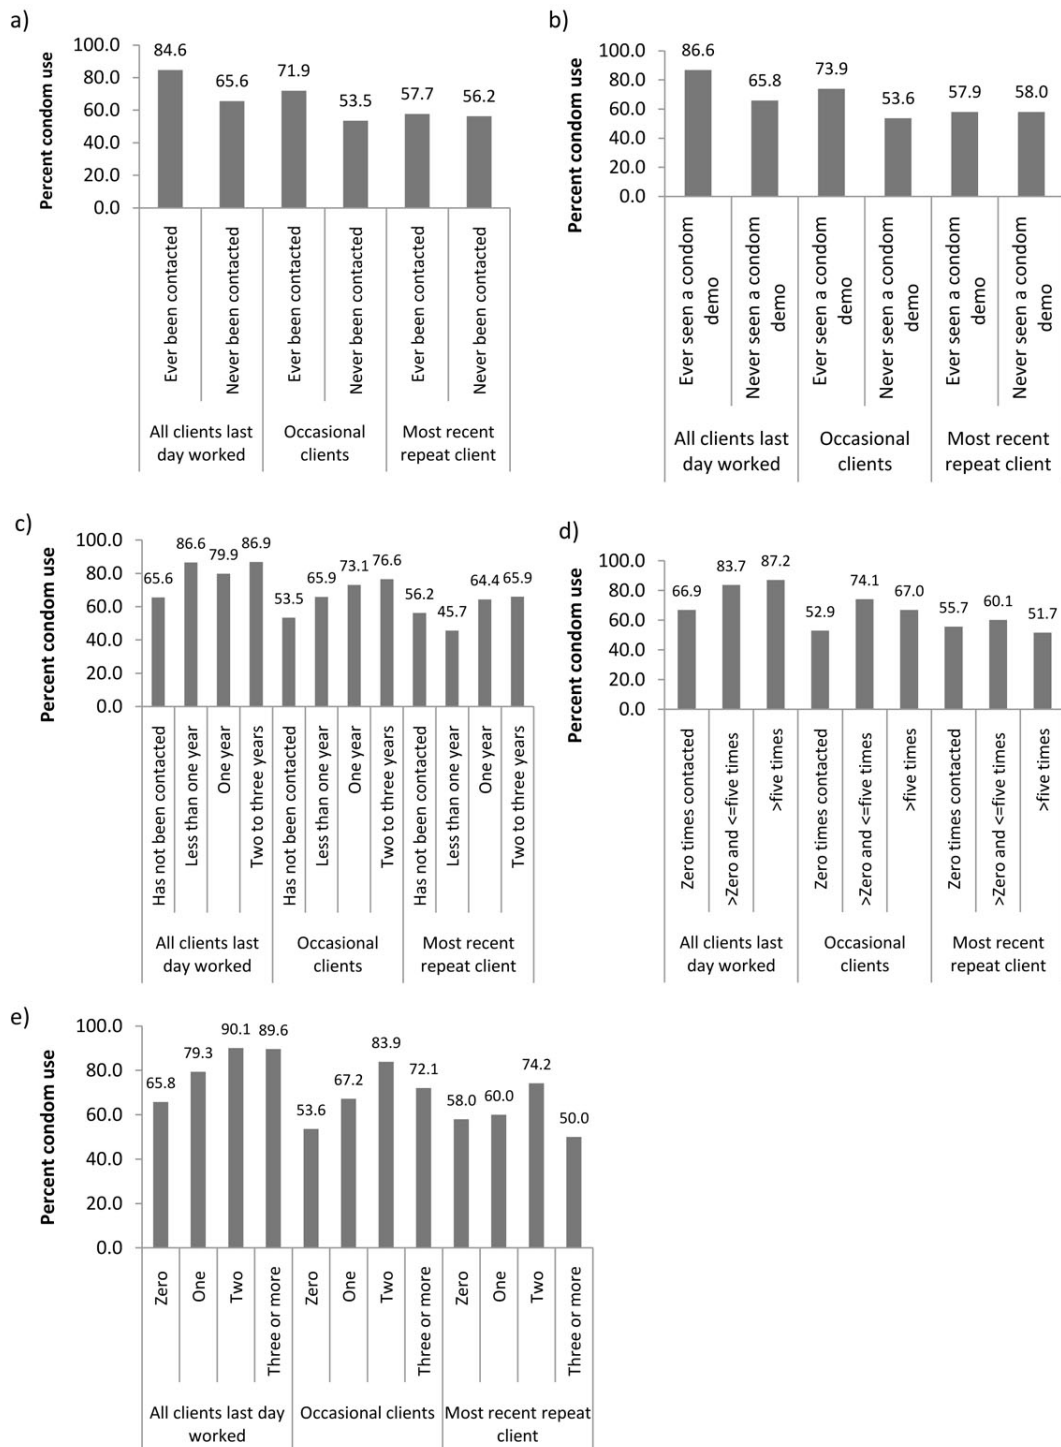 a)
Percent condom use
100.0
80.0
60.0
40.0
20.0
0.0
84.6
65.6
71.9
53.5
57.7
56.2
Ever been contacted
Never been contacted
Ever been contacted
Never been contacted
Ever been contacted
Never been contacted
All clients last
day worked
Occasional
clients
Most recent
repeat client
b)
Percent condom use
100.0
80.0
60.0
40.0
20.0
0.0
86.6
65.8
73.9
53.6
57.9
58.0
Ever seen a condom
demo
Never seen a condom
demo
Ever seen a condom
demo
Never seen a condom
demo
Ever seen a condom
demo
Never seen a condom
demo
All clients last
day worked
Occasional
clients
Most recent
repeat client
c)
Percent condom use
100.0
80.0
60.0
40.0
20.0
0.0
65.6
86.6
79.9
86.9
53.5
65.9
73.1
76.6
56.2
45.7
64.4
65.9
Has not been contacted
Less than one year
One year
Two to three years
Has not been contacted
Less than one year
One year
Two to three years
Has not been contacted
Less than one year
One year
Two to three years
All clients last
day worked
Occasional
clients
Most recent
repeat client
d)
Percent condom use
100.0
80.0
60.0
40.0
20.0
0.0
66.9
83.7
87.2
52.9
74.1
67.0
55.7
60.1
51.7
Zero times contacted
>Zero and <=five times
>five times
Zero times contacted
>Zero and <=five times
>five times
Zero times contacted
>Zero and <=five times
>five times
All clients last
day worked
Occasional
clients
Most recent
repeat client
e)
Percent condom use
100.0
80.0
60.0
40.0
20.0
0.0
65.8
79.3
90.1
89.6
53.6
67.2
83.9
72.1
58.0
60.0
74.2
50.0
Zero
One
Two
Three or more
Zero
One
Two
Three or more
Zero
One
Two
Three or more
All clients last day
worked
Occasional clients
Most recent repeat
client